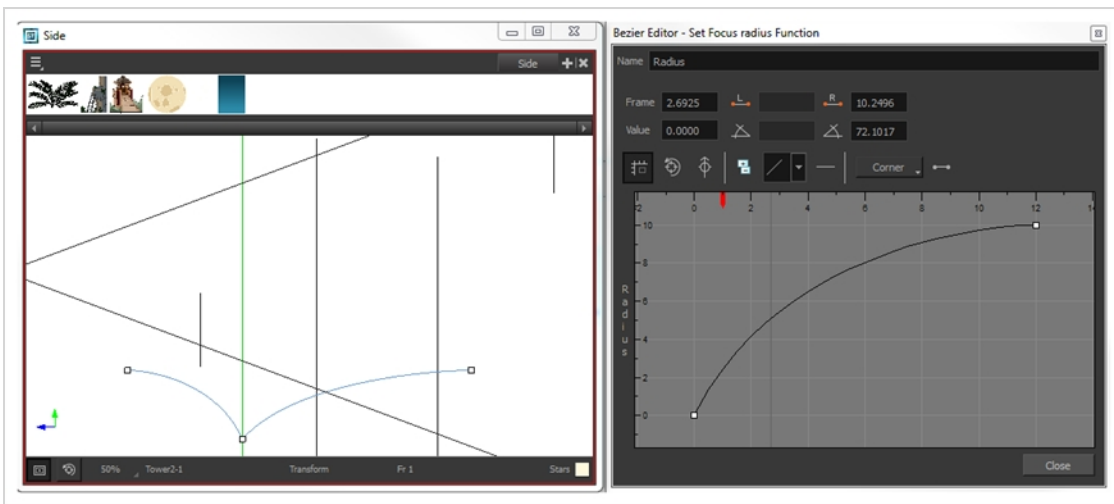 Side
Side
50%
Tower2-1
Transform
Fr 1
Stars
Bezier Editor - Set Focus radius Function
Name Radius
Frame 2.6925 L R 10.2496
Value 0.0000 72.1017
Corner
-2 0 2 4 6 8 10 12 14
10
8
6
4
2
0
Radius
Close